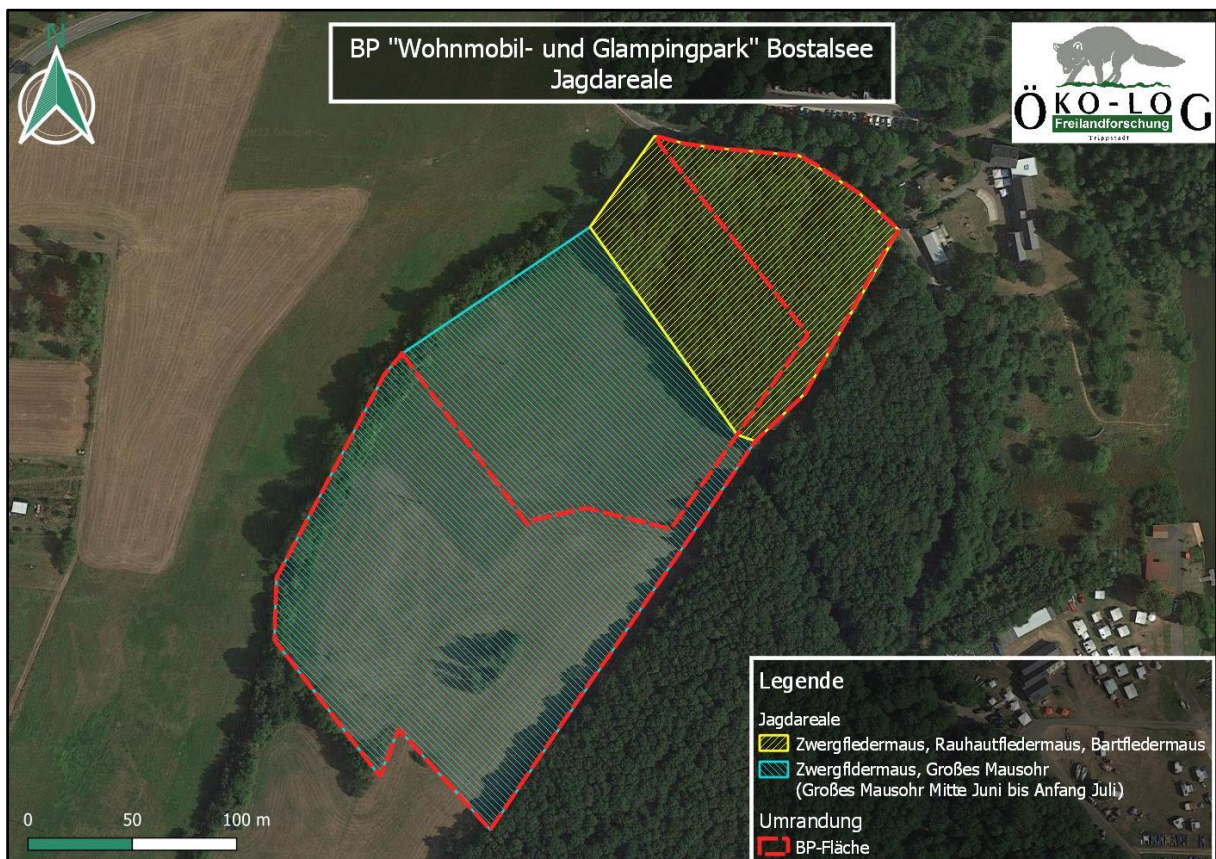 N
BP "Wohnmobil- und Glampingpark" Bostalsee
Jagdareale
ÖKO-LOG
Freilandforschung
Trippstadt
Legende
Jagdareale
Zwergfledermaus, Rauhautfledermaus, Bartfledermaus
Zwergfldermaus, Großes Mausohr
(Großes Mausohr Mitte Juni bis Anfang Juli)
Umrandung
BP-Fläche
0 50 100 m